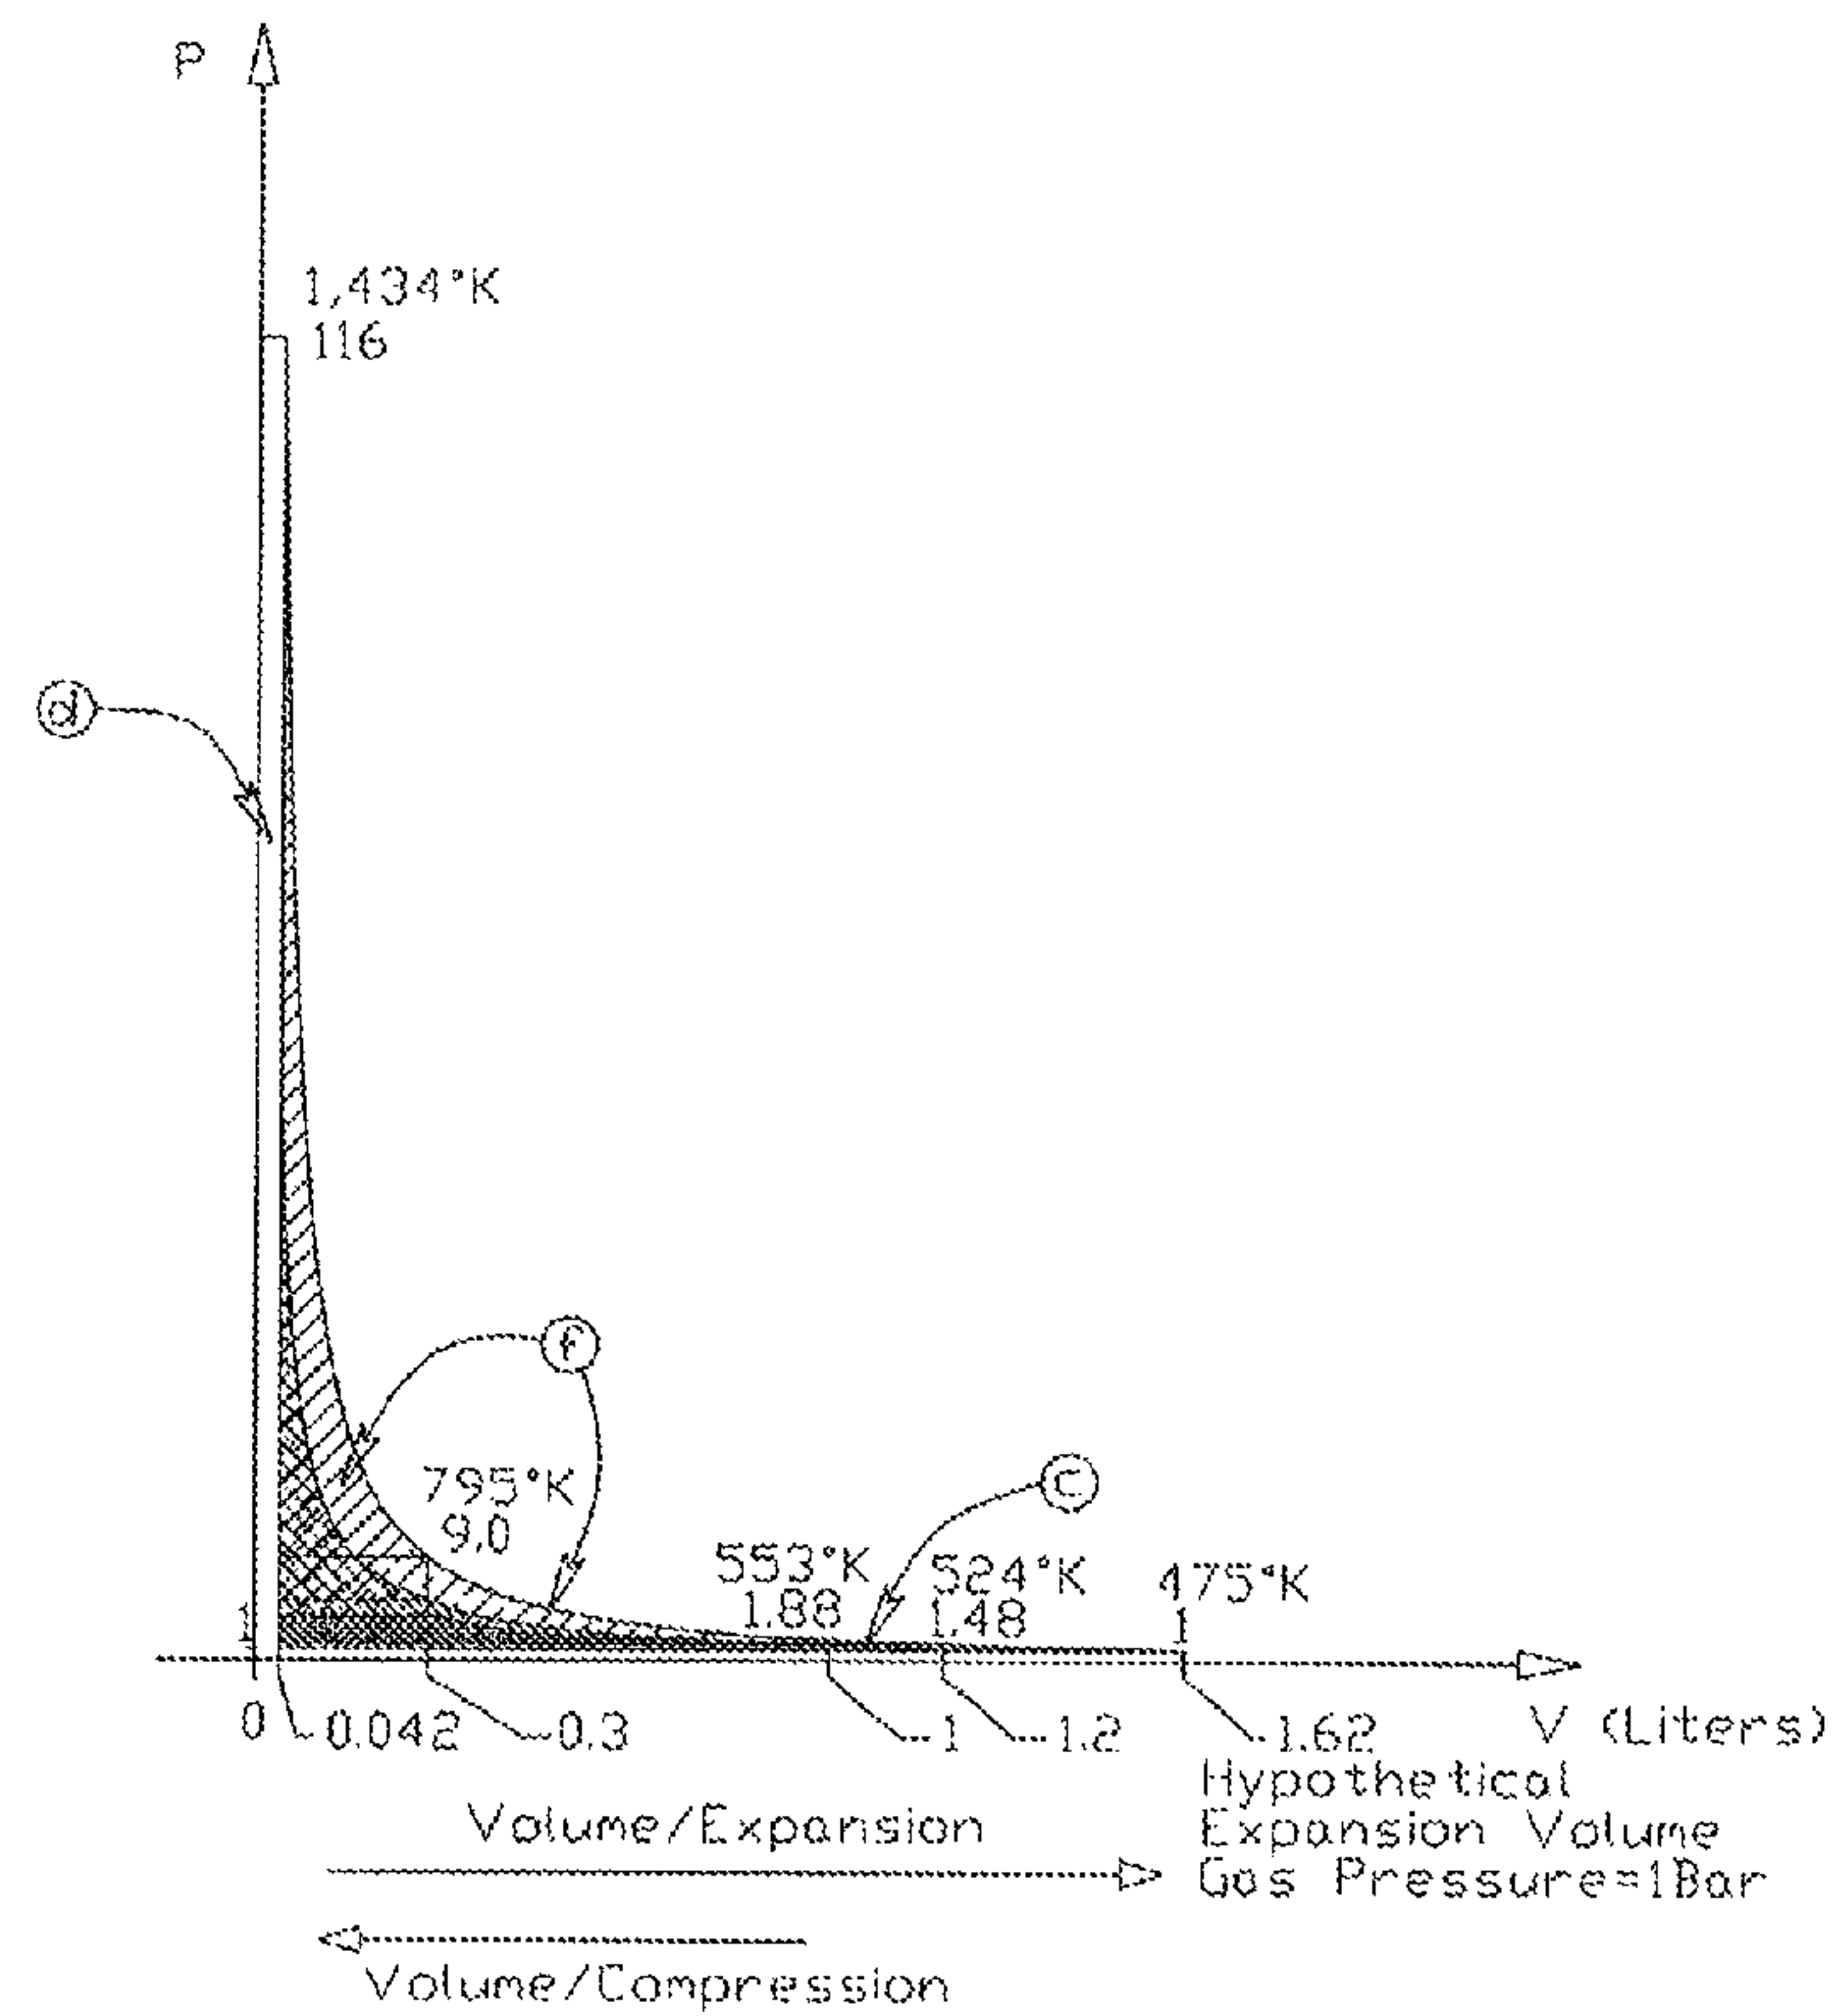 P
1,434°K
116
d
f
795°K
9,0
c
553°K
1.88
524°K
1.48
475°K
1
1
0
0.042
0.3
1
1.2
1.62
V (Liters)
Hypothetical
Expansion Volume
Gas Pressure=1Bar
Volume/Expansion
Volume/Compression